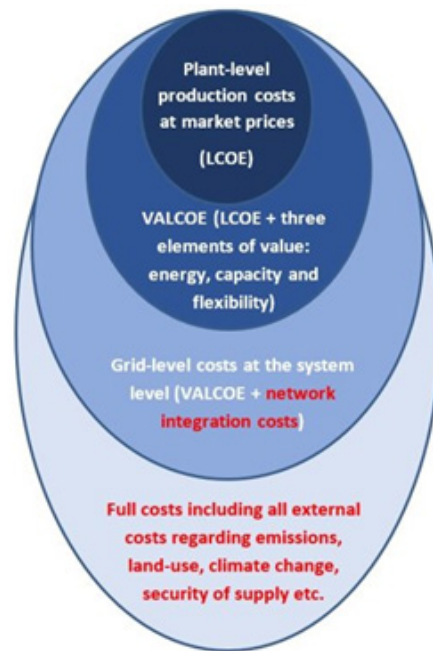 Plant-level
production costs
at market prices
(LCOE)
VALCOE (LCOE + three
elements of value:
energy, capacity and
flexibility)
Grid-level costs at the system
level (VALCOE + network
integration costs)
Full costs including all external
costs regarding emissions,
land-use, climate change,
security of supply etc.